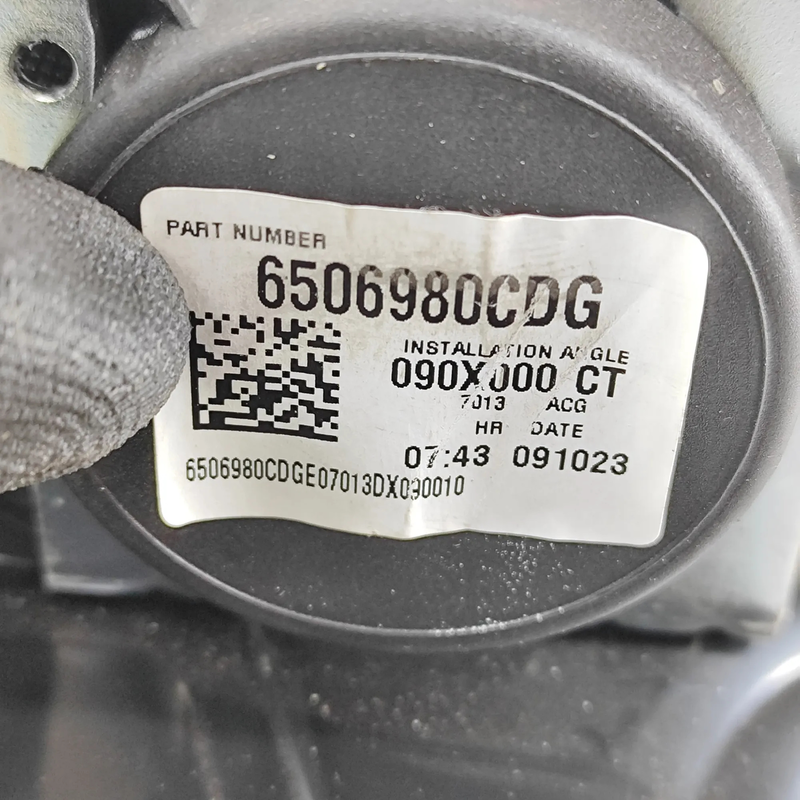 PART NUMBER
6506980CDG
INSTALLATION ANGLE
090X000 CT
7013 ACG
HR DATE
07:43 091023
6506980CDGE07013DX090010